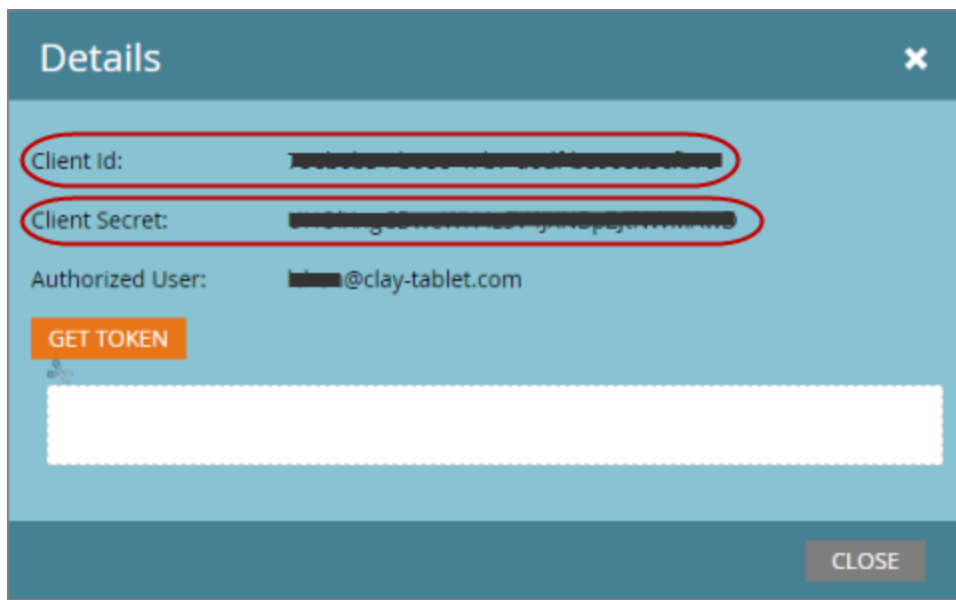 Details
Client Id:
Client Secret:
Authorized User: @clay-tablet.com
GET TOKEN
CLOSE